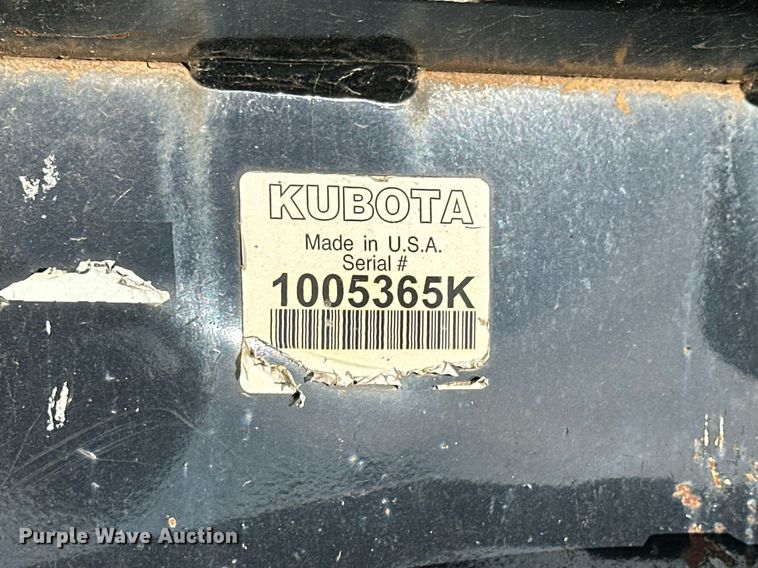 KUBOTA
Made in U.S.A.
Serial #
1005365K
Purple Wave Auction